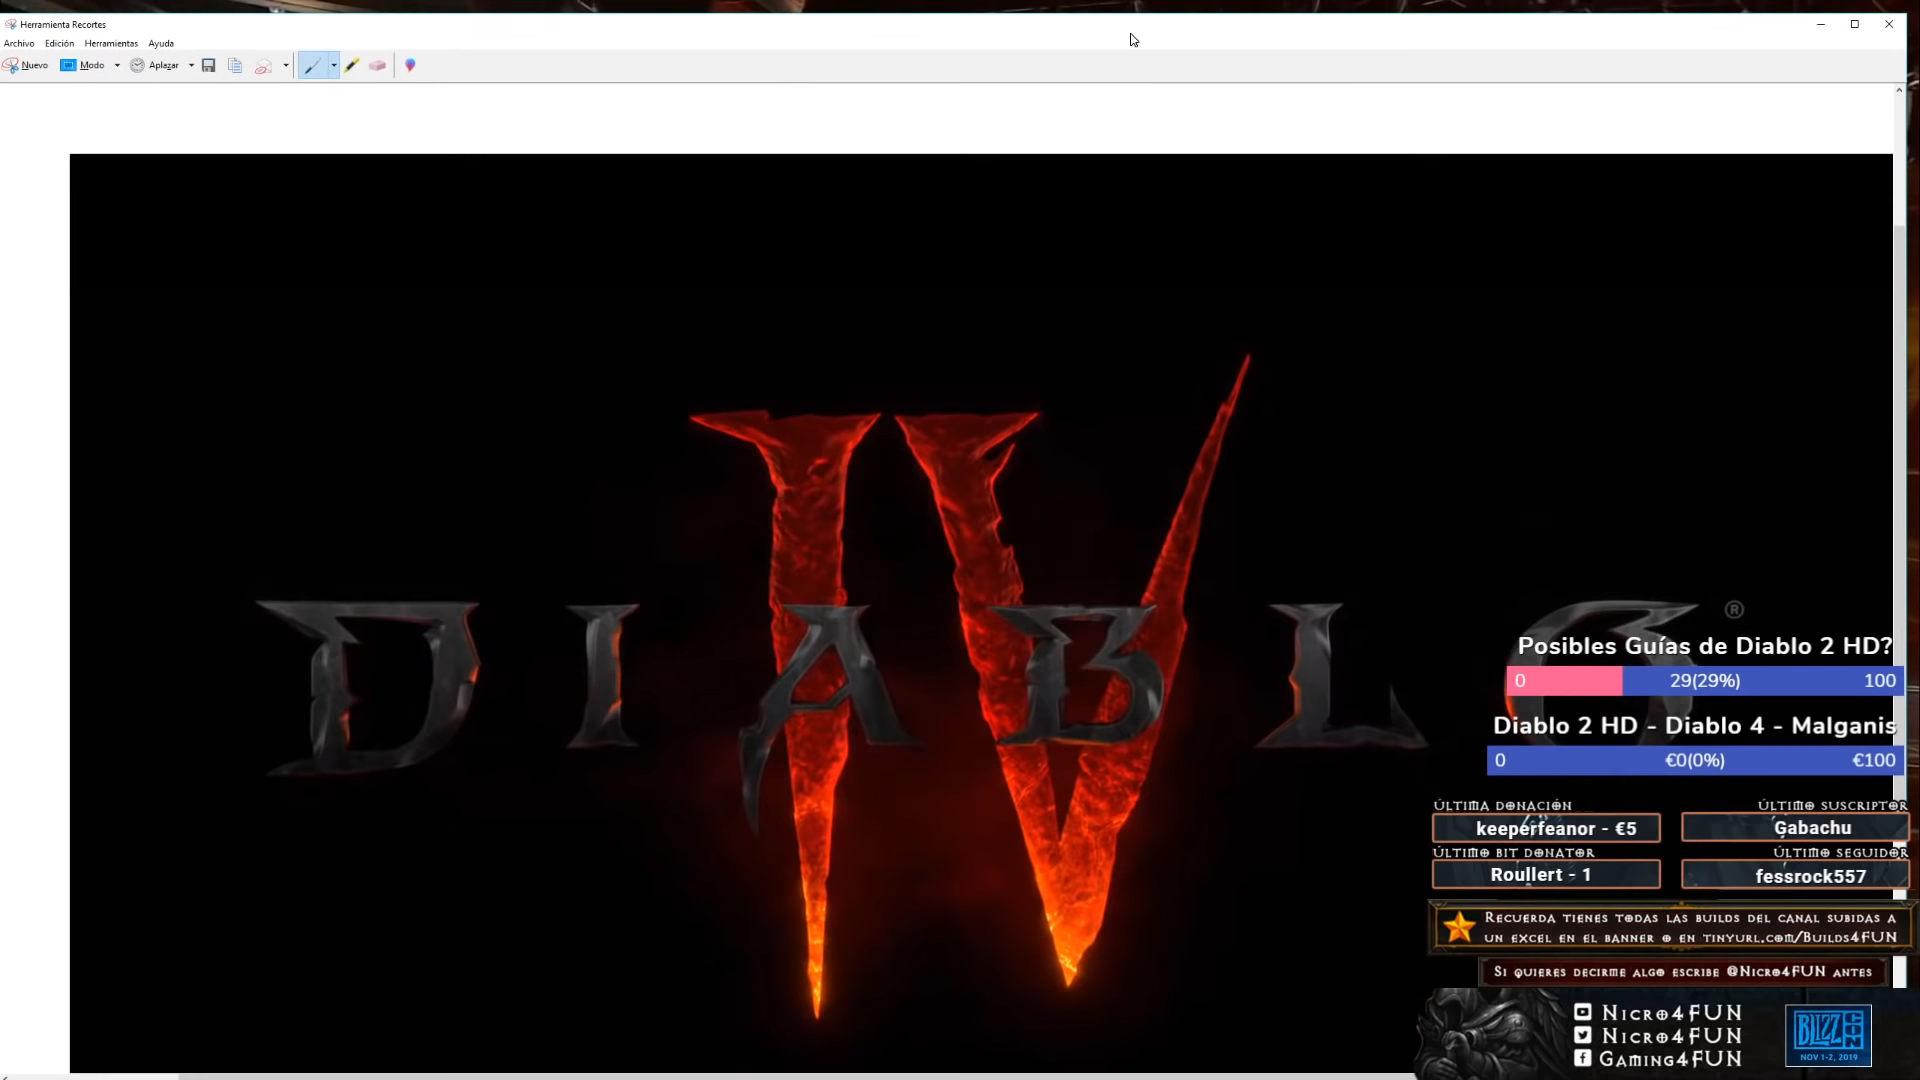 Herramienta Recortes
Archivo Edición Herramientas Ayuda
Nuevo Modo Aplazar
IV
DIABLO ®
Posibles Guías de Diablo 2 HD?
0 29(29%) 100
Diablo 2 HD - Diablo 4 - Malganis
0 €0(0%) €100
ÚLTIMA DONACIÓN ÚLTIMO SUSCRIPTOR
keeperfeanor - €5 Gabachu
ÚLTIMO BIT DONATOR ÚLTIMO SEGUIDOR
Roullert - 1 fessrock557
RECUERDA TIENES TODAS LAS BUILDS DEL CANAL SUBIDAS A
UN EXCEL EN EL BANNER O EN TINYURL.COM/BUILDS4FUN
SI QUIERES DECIRME ALGO ESCRIBE @NICRO4FUN ANTES
NICRO4FUN
NICRO4FUN
GAMING4FUN
BLIZZCON
NOV 1-2, 2019